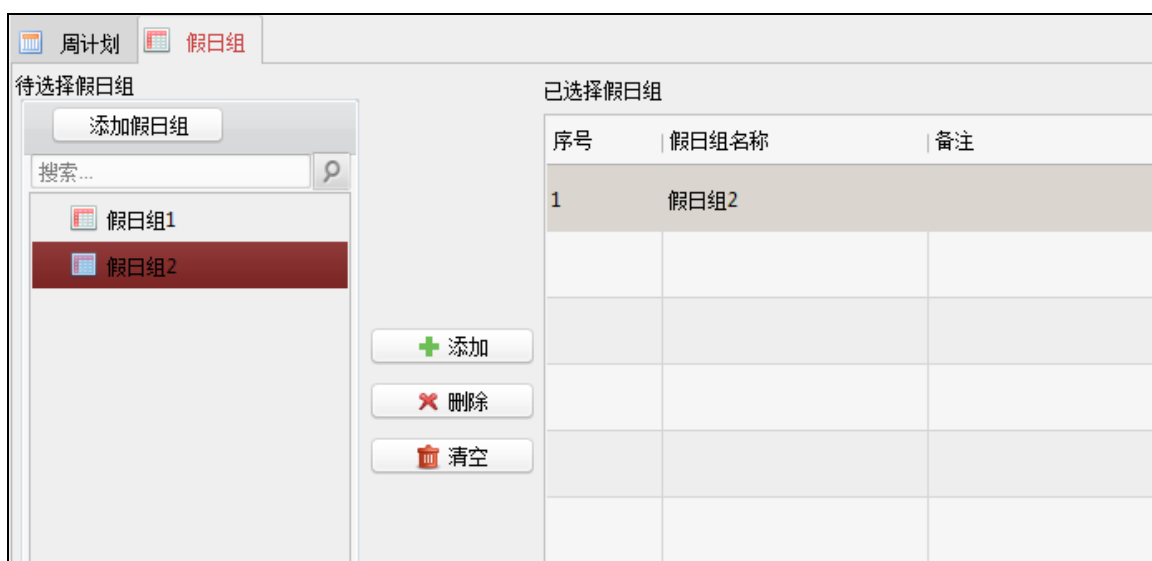 周计划 假日组
待选择假日组
添加假日组
搜索...
假日组1
假日组2
添加
删除
清空
已选择假日组
序号 假日组名称 备注
1 假日组2